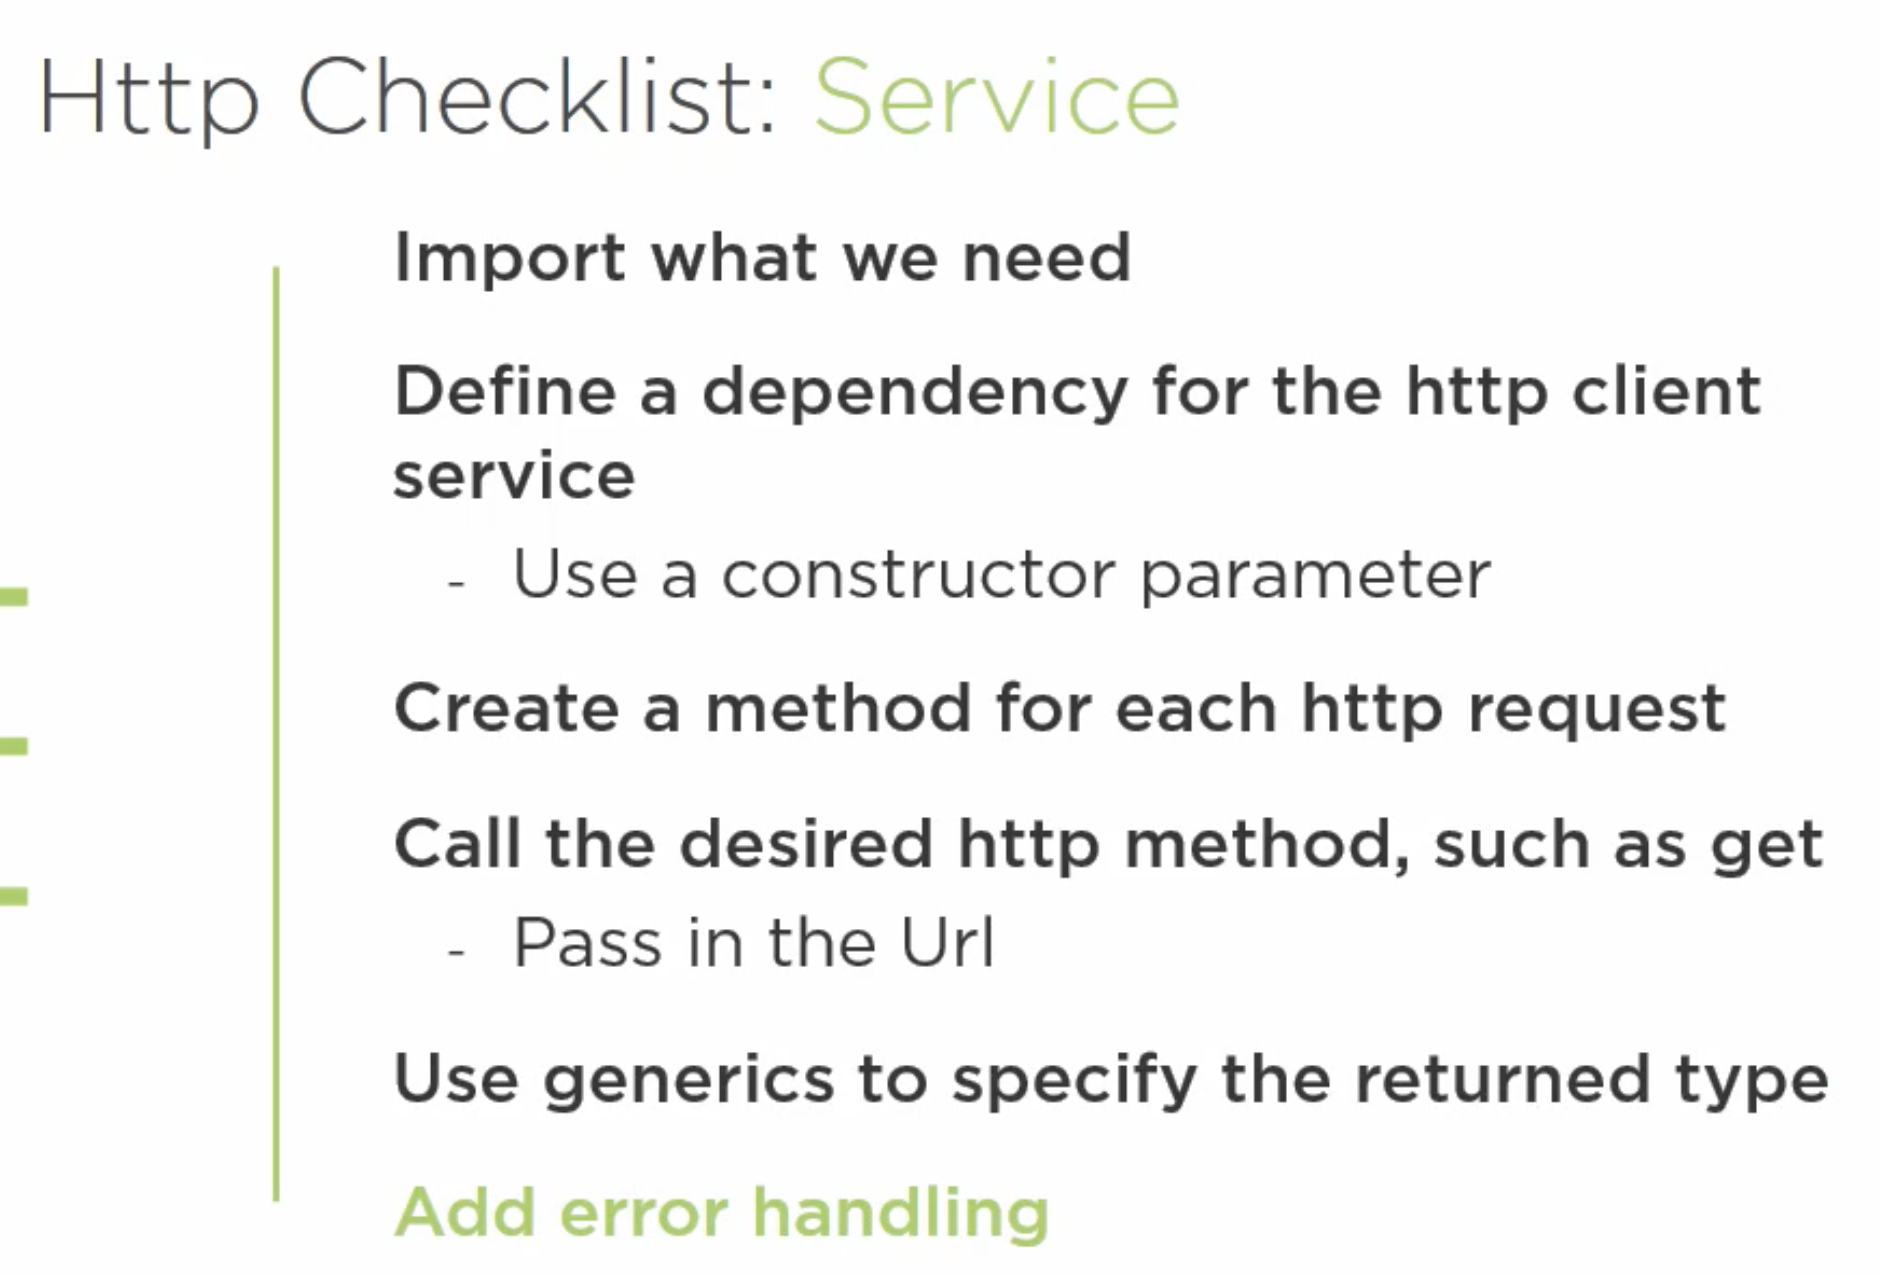 Http Checklist: Service
Import what we need
Define a dependency for the http client
service
- Use a constructor parameter
Create a method for each http request
Call the desired http method, such as get
- Pass in the Url
Use generics to specify the returned type
Add error handling